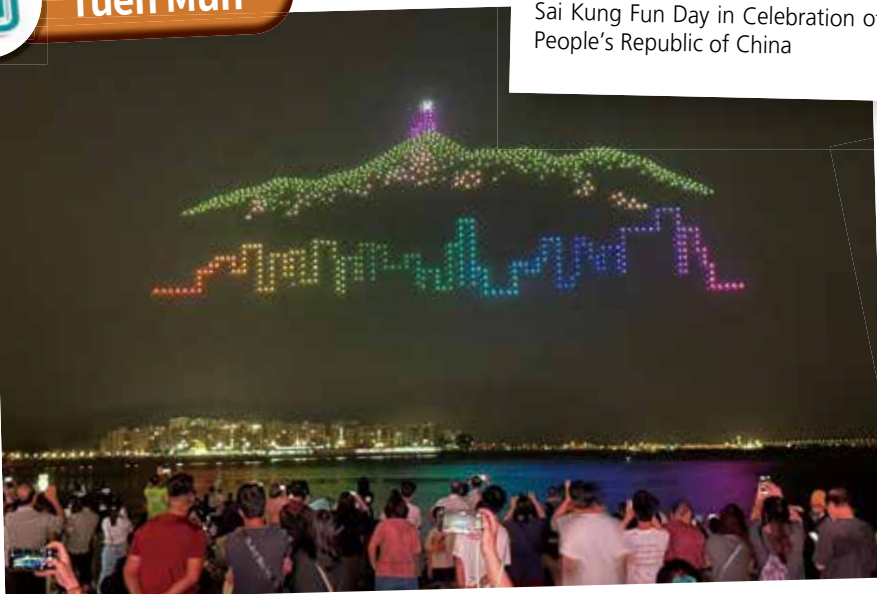 Tuen Mun
Sai Kung Fun Day in Celebration of
People's Republic of China